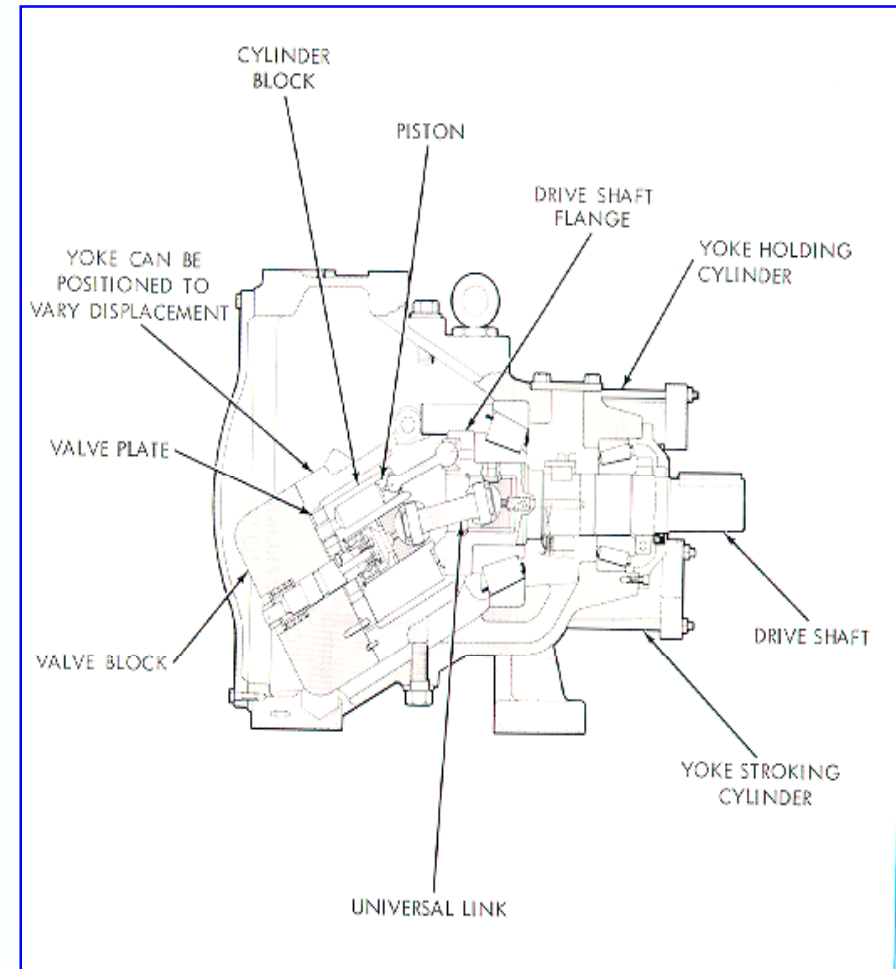 CYLINDER
BLOCK
PISTON
DRIVE SHAFT
FLANGE
YOKE HOLDING
CYLINDER
YOKE CAN BE
POSITIONED TO
VARY DISPLACEMENT
VALVE PLATE
VALVE BLOCK
DRIVE SHAFT
YOKE STROKING
CYLINDER
UNIVERSAL LINK